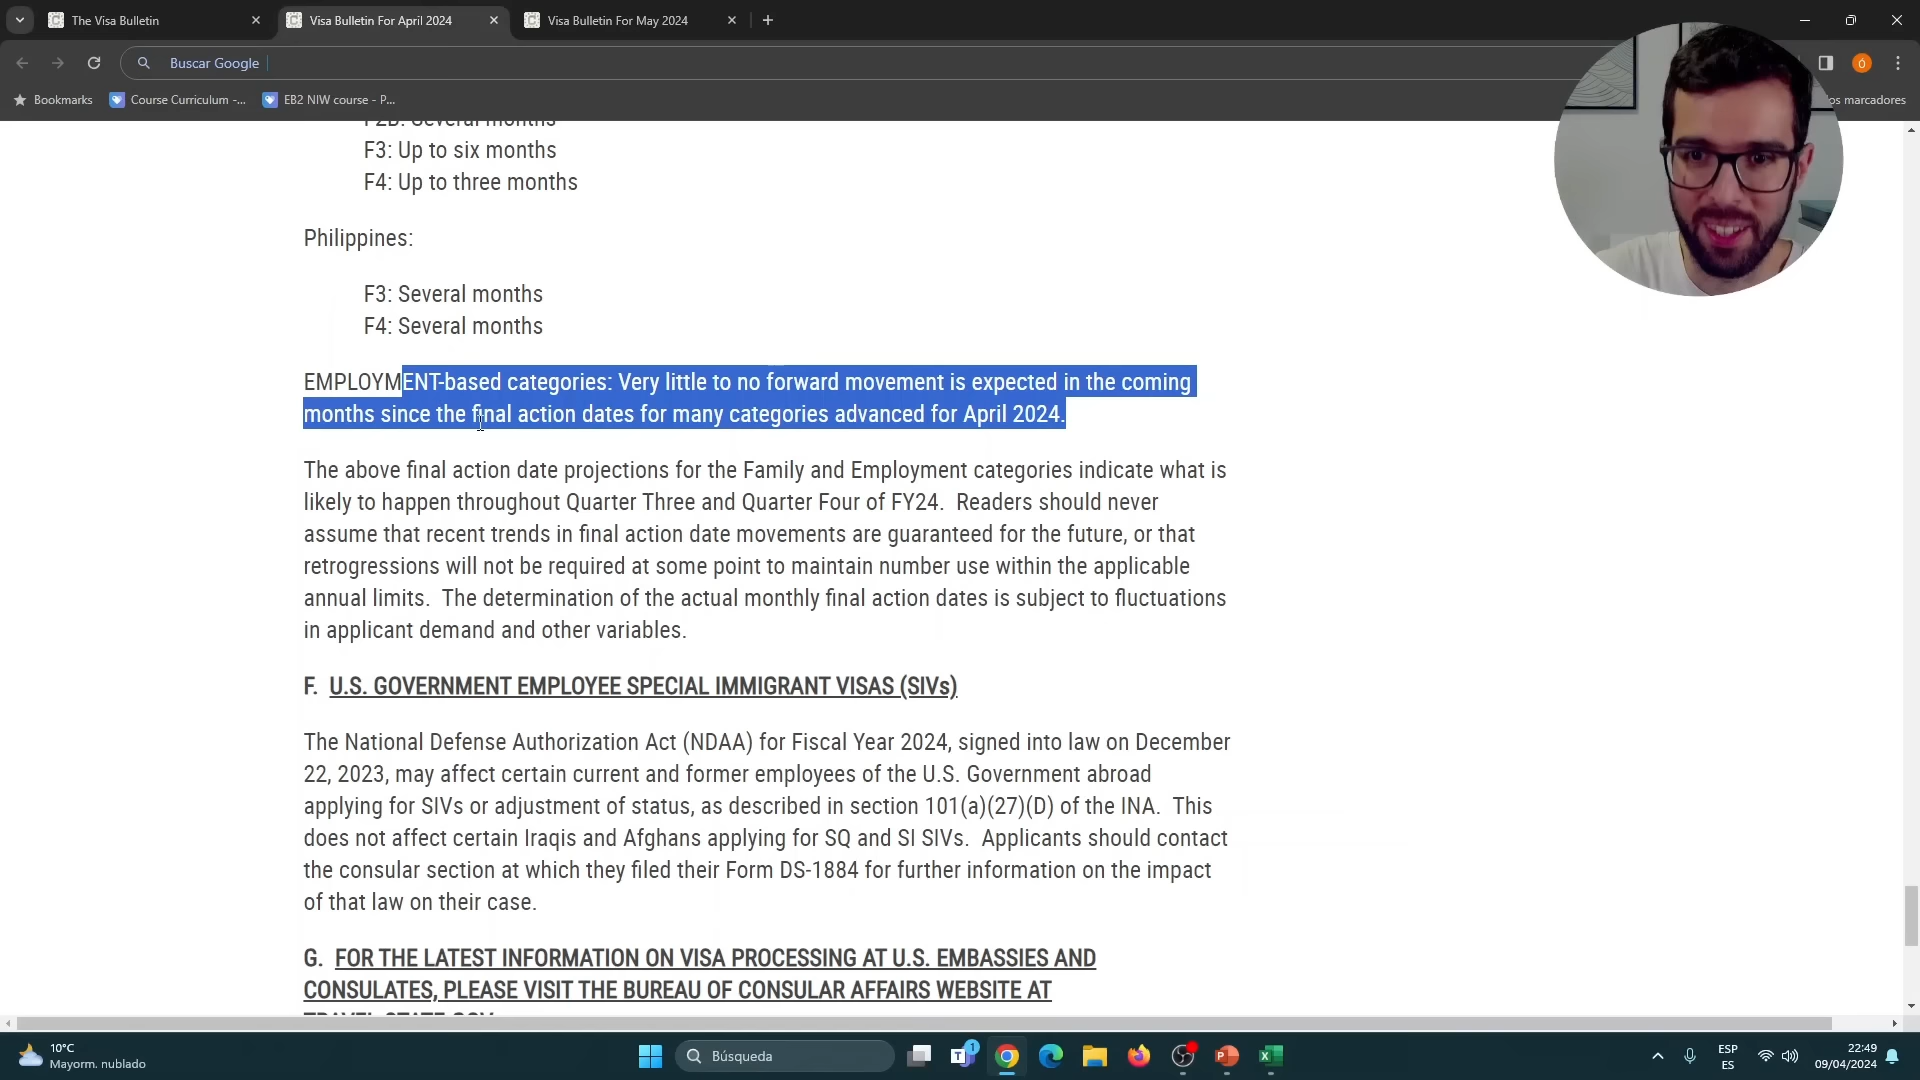 The Visa Bulletin
Visa Bulletin For April 2024
Visa Bulletin For May 2024
Buscar Google
ó
Bookmarks
Course Curriculum -...
EB2 NIW course - P...
os marcadores
F2B: Several months
F3: Up to six months
F4: Up to three months
Philippines:
F3: Several months
F4: Several months
EMPLOYMENT-based categories: Very little to no forward movement is expected in the coming
months since the final action dates for many categories advanced for April 2024.
The above final action date projections for the Family and Employment categories indicate what is
likely to happen throughout Quarter Three and Quarter Four of FY24.  Readers should never
assume that recent trends in final action date movements are guaranteed for the future, or that
retrogressions will not be required at some point to maintain number use within the applicable
annual limits.  The determination of the actual monthly final action dates is subject to fluctuations
in applicant demand and other variables.
F.  U.S. GOVERNMENT EMPLOYEE SPECIAL IMMIGRANT VISAS (SIVs)
The National Defense Authorization Act (NDAA) for Fiscal Year 2024, signed into law on December
22, 2023, may affect certain current and former employees of the U.S. Government abroad
applying for SIVs or adjustment of status, as described in section 101(a)(27)(D) of the INA.  This
does not affect certain Iraqis and Afghans applying for SQ and SI SIVs.  Applicants should contact
the consular section at which they filed their Form DS-1884 for further information on the impact
of that law on their case.
G.  FOR THE LATEST INFORMATION ON VISA PROCESSING AT U.S. EMBASSIES AND
CONSULATES, PLEASE VISIT THE BUREAU OF CONSULAR AFFAIRS WEBSITE AT
TRAVEL.STATE.GOV
10°C
Mayorm. nublado
Búsqueda
1
ESP
ES
22:49
09/04/2024